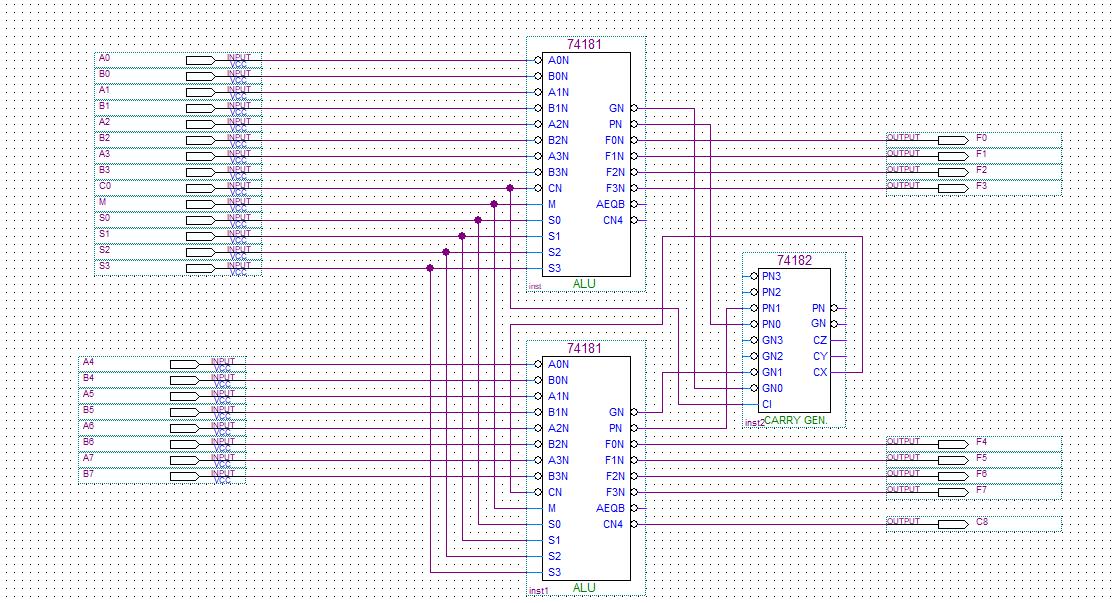 74181
A0 INPUT VCC A0N
B0 INPUT VCC B0N
A1 INPUT VCC A1N
B1 INPUT VCC B1N GN
A2 INPUT VCC A2N PN
B2 INPUT VCC B2N F0N OUTPUT F0
A3 INPUT VCC A3N F1N OUTPUT F1
B3 INPUT VCC B3N F2N OUTPUT F2
C0 INPUT VCC CN F3N OUTPUT F3
M INPUT VCC M AEQB
S0 INPUT VCC S0 CN4
S1 INPUT VCC S1
S2 INPUT VCC S2
S3 INPUT VCC S3
inst ALU
74182
PN3
PN2
PN1 PN
PN0 GN
GN3 CZ
GN2 CY
GN1 CX
GN0
CI
inst2 CARRY GEN.
74181
A4 INPUT VCC A0N
B4 INPUT VCC B0N
A5 INPUT VCC A1N
B5 INPUT VCC B1N GN
A6 INPUT VCC A2N PN
B6 INPUT VCC B2N F0N OUTPUT F4
A7 INPUT VCC A3N F1N OUTPUT F5
B7 INPUT VCC B3N F2N OUTPUT F6
CN F3N OUTPUT F7
M AEQB
S0 CN4 OUTPUT C8
S1
S2
S3
inst1 ALU